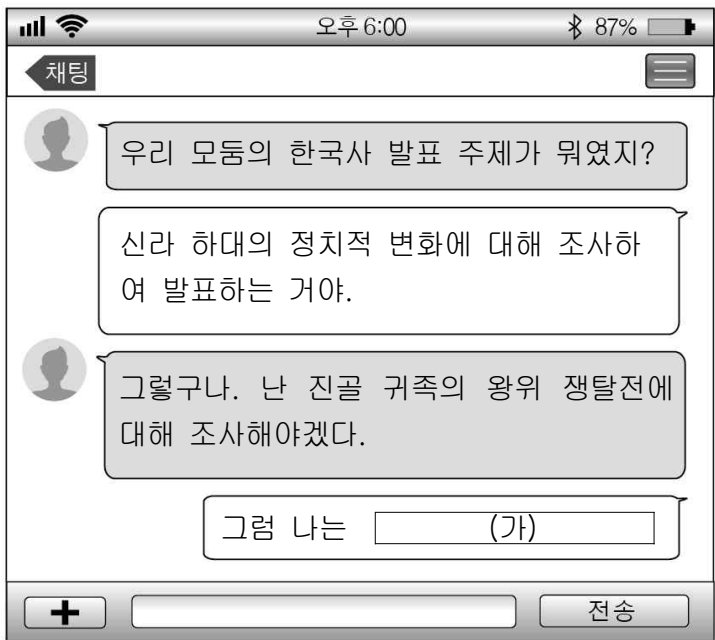 오후 6:00
87%
채팅
우리 모둠의 한국사 발표 주제가 뭐였지?
신라 하대의 정치적 변화에 대해 조사하
여 발표하는 거야.
그렇구나. 난 진골 귀족의 왕위 쟁탈전에
대해 조사해야겠다.
그럼 나는 (가)
전송